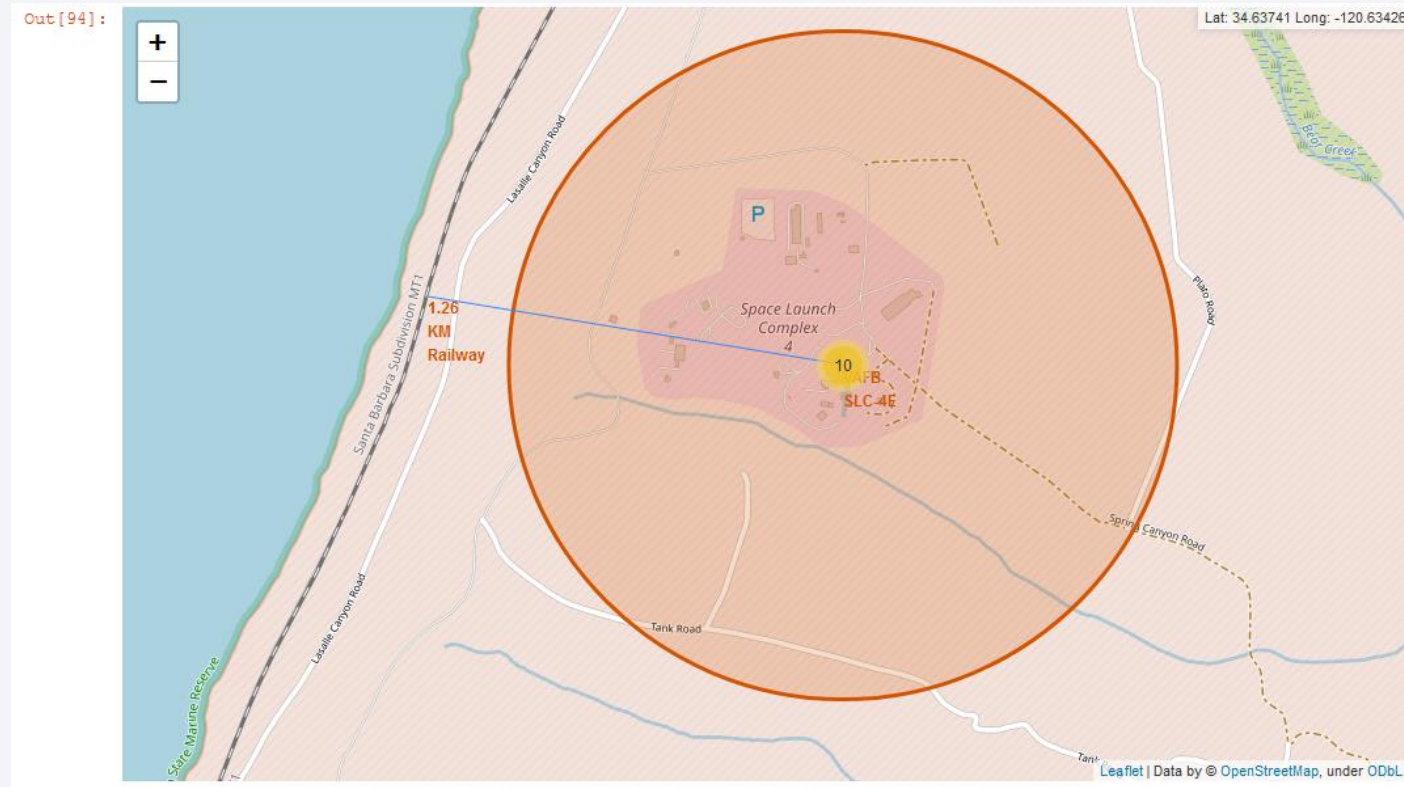 Out[94]:
+
−
Lat: 34.63741 Long: -120.63426
Bear Creek
Lasalle Canyon Road
P
Plato Road
Santa Barbara Subdivision MT1
Space Launch
Complex
4
1.26
KM
Railway
10
VAFB
SLC-4E
Spring Canyon Road
Lasalle Canyon Road
Tank Road
State Marine Reserve
Leaflet | Data by © OpenStreetMap, under ODbL